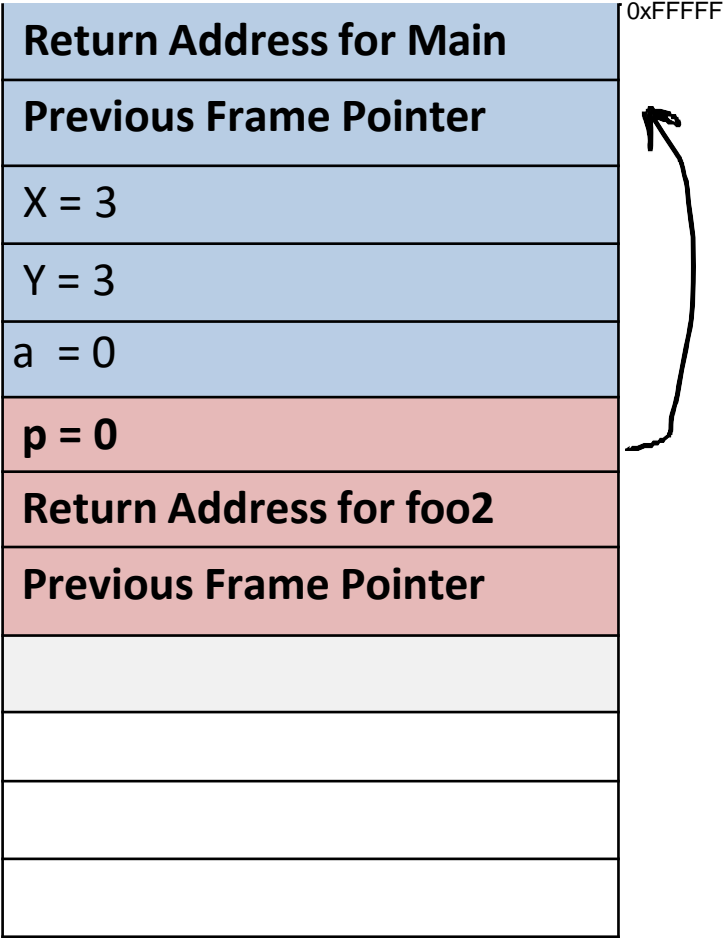 0xFFFFF
Return Address for Main
Previous Frame Pointer
X = 3
Y = 3
a = 0
p = 0
Return Address for foo2
Previous Frame Pointer